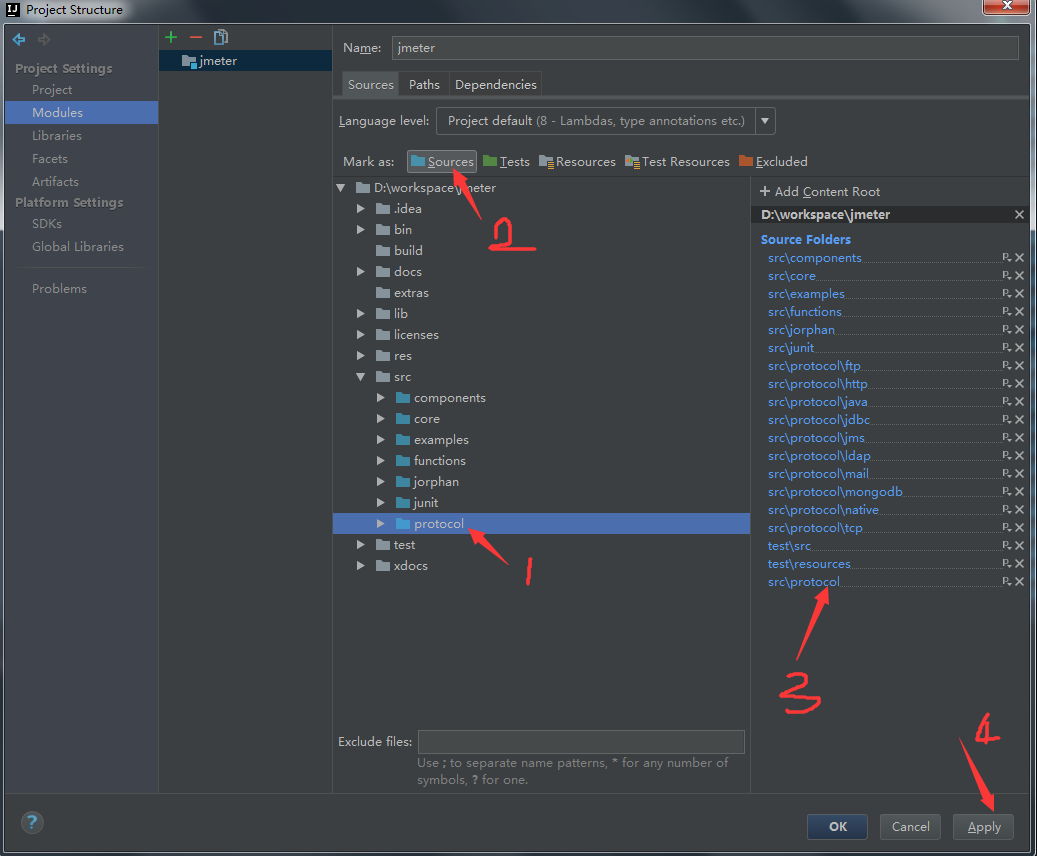 Project Structure
Project Settings
Project
Modules
Libraries
Facets
Artifacts
Platform Settings
SDKs
Global Libraries
Problems
jmeter
Name: jmeter
Sources Paths Dependencies
Language level: Project default (8 - Lambdas, type annotations etc.)
Mark as: Sources Tests Resources Test Resources Excluded
D:\workspace\jmeter
.idea
bin
build
docs
extras
lib
licenses
res
src
components
core
examples
functions
jorphan
junit
protocol
test
xdocs
2
1
Exclude files:
Use ; to separate name patterns, * for any number of
symbols, ? for one.
+ Add Content Root
D:\workspace\jmeter
Source Folders
src\components
src\core
src\examples
src\functions
src\jorphan
src\junit
src\protocol\ftp
src\protocol\http
src\protocol\java
src\protocol\jdbc
src\protocol\jms
src\protocol\ldap
src\protocol\mail
src\protocol\mongodb
src\protocol\native
src\protocol\tcp
test\src
test\resources
src\protocol
3
4
?
OK Cancel Apply